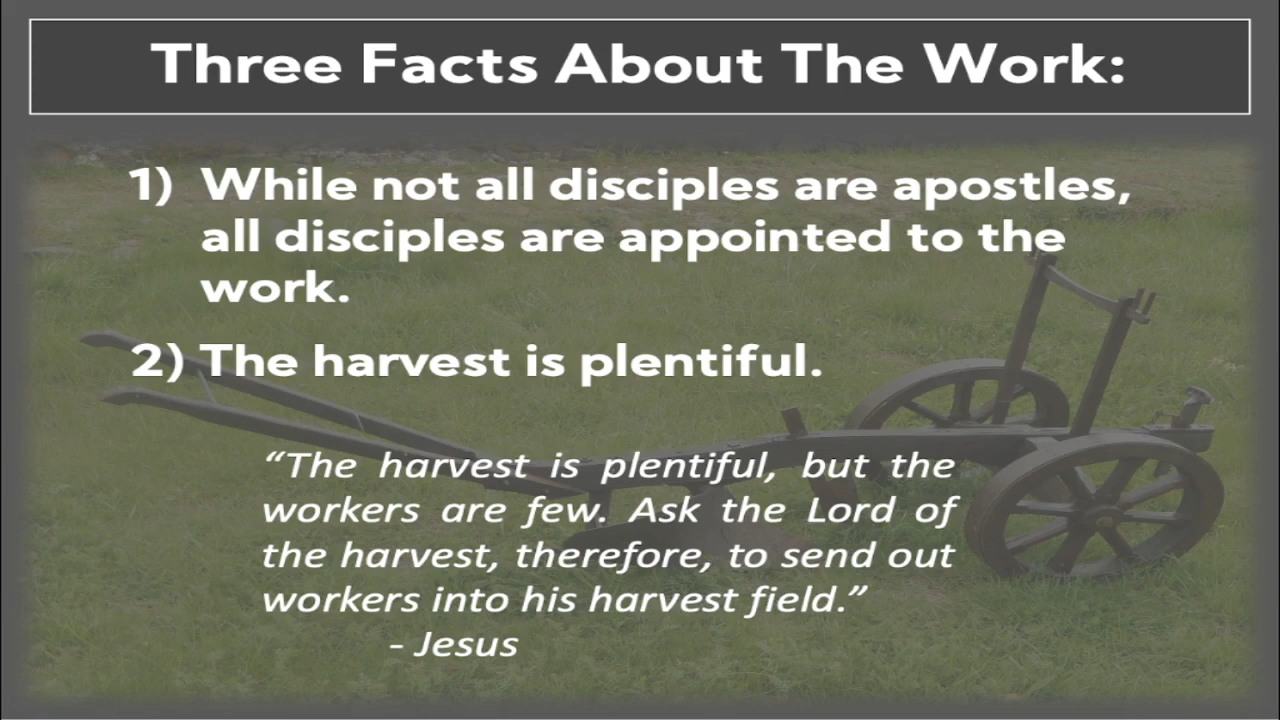 Three Facts About The Work:
1) While not all disciples are apostles,
all disciples are appointed to the
work.
2) The harvest is plentiful.
“The harvest is plentiful, but the
workers are few. Ask the Lord of
the harvest, therefore, to send out
workers into his harvest field.”
- Jesus